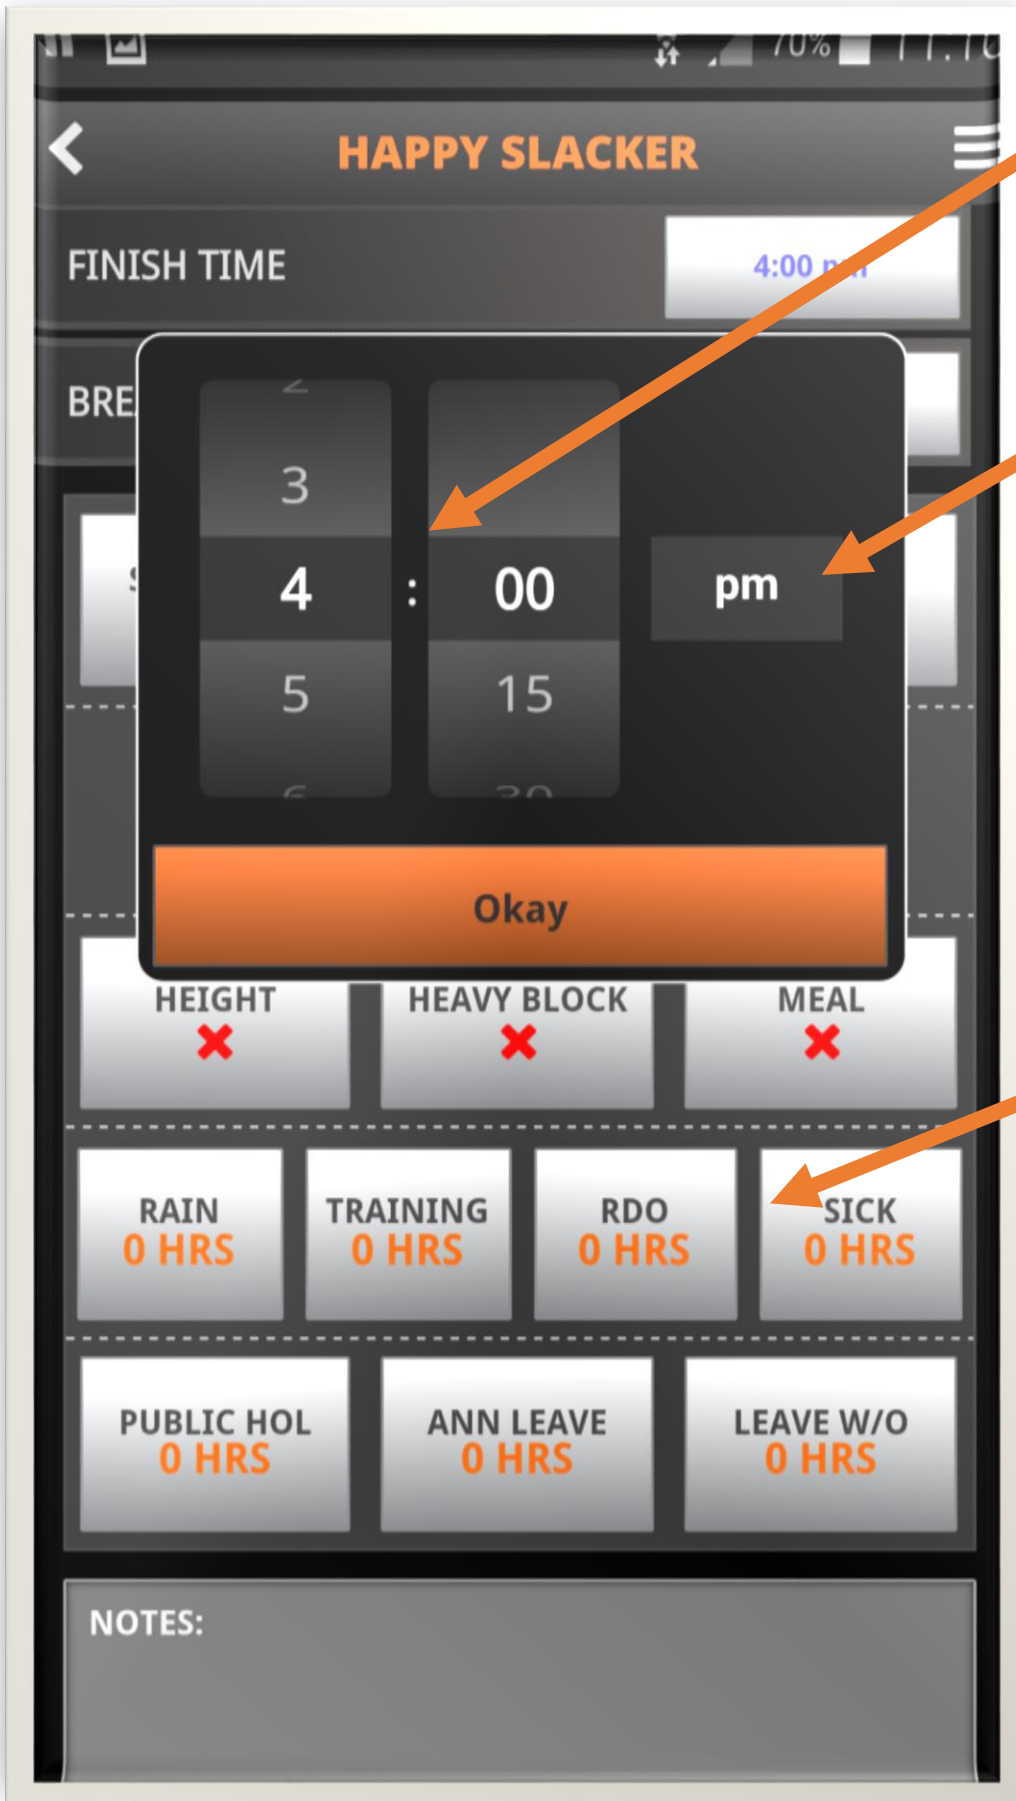 70%
HAPPY SLACKER
FINISH TIME
4:00 pm
3
4 : 00 pm
5 15
Okay
HEIGHT HEAVY BLOCK MEAL
RAIN TRAINING RDO SICK
0 HRS 0 HRS 0 HRS 0 HRS
PUBLIC HOL ANN LEAVE LEAVE W/O
0 HRS 0 HRS 0 HRS
NOTES: